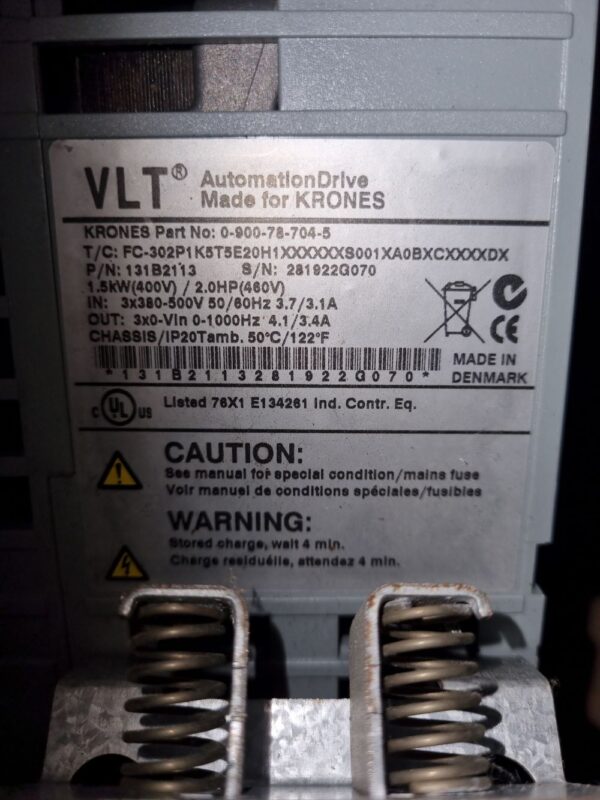 VLT® AutomationDrive
Made for KRONES
KRONES Part No: 0-900-78-704-5
T/C: FC-302P1K5T5E20H1XXXXXXS001XA0BXCXXXXDX
P/N: 131B2113 S/N: 281922G070
1.5kW(400V) / 2.0HP(460V)
IN: 3x380-500V 50/60Hz 3.7/3.1A
OUT: 3x0-Vin 0-1000Hz 4.1/3.4A
CHASSIS/IP20Tamb. 50°C/122°F
*131B2113281922G070*
MADE IN
DENMARK
C UL US Listed 76X1 E134261 Ind. Contr. Eq.
CAUTION:
See manual for special condition/mains fuse
Voir manuel de conditions spéciales/fusibles
WARNING:
Stored charge, wait 4 min.
Charge residuélle, attendez 4 min.